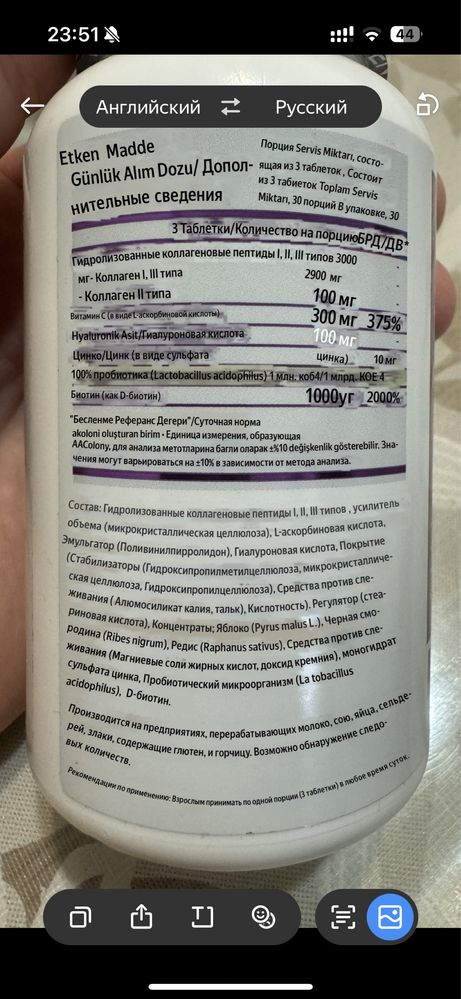 23:51
44
Английский
Русский
Etken Madde
Günlük Alım Dozu/ Допол-
нительные сведения
Порция Servis Miktarı, состо-
ящая из 3 таблеток , Состоит
из 3 табиеток Toplam Servis
Miktarı, 30 порций В упаковке, 30
3 Таблетки/Количество на порциюБРД/ДВ*
Гидролизованные коллагеновые пептиды I, II, III типов 3000 -
мг- Коллаген I, III типа 2900 мг -
- Коллаген II типа 100 мг -
Витамин С (в виде L-аскорбиновой кислоты) 300 мг 375%
Hyaluronik Asit/Гиалуроновая кислота 100 мг -
Цинко/Цинк (в виде сульфата цинка) 10 мг
100% пробиотика (Lactobacillus acidophilus) 1 млн. коб4/1 млрд. КОЕ 4
Биотин (как D-биотин) 1000уг 2000%
"Бесленме Референс Дегери"/Суточная норма
akoloni oluşturan birim • Единица измерения, образующая
AAColony, для анализа метотларина багли оларак ±%10 değişkenlik gösterebilir. Зна-
чения могут варьироваться на ±10% в зависимости от метода анализа.
Состав: Гидролизованные коллагеновые пептиды I, II, III типов , усилитель
объема (микрокристаллическая целлюлоза), L-аскорбиновая кислота,
Эмульгатор (Поливинилпирролидон), Гиалуроновая кислота, Покрытие
(Стабилизаторы (Гидроксипропилметилцеллюлоза, микрокристалличе-
ская целлюлоза, Гидроксипропилцеллюлоза), Средства против сле-
живания ( Алюмосиликат калия, тальк), Кислотность). Регулятор (стеа-
риновая кислота), Концентраты; Яблоко (Pyrus malus L.), Черная смо-
родина (Ribes nigrum), Редис (Raphanus sativus), Средства против сле-
живания (Магниевые соли жирных кислот, доксид кремния), моногидрат
сульфата цинка, Пробиотический микроорганизм (La tobacillus
acidophilus), D-биотин.
Производится на предприятиях, перерабатывающих молоко, сою, яйца, сельде-
рей, злаки, содержащие глютен, и горчицу. Возможно обнаружение следо-
вых количеств.
Рекомендации по применению: Взрослым принимать по одной порции (3 таблетки) в любое время суток.